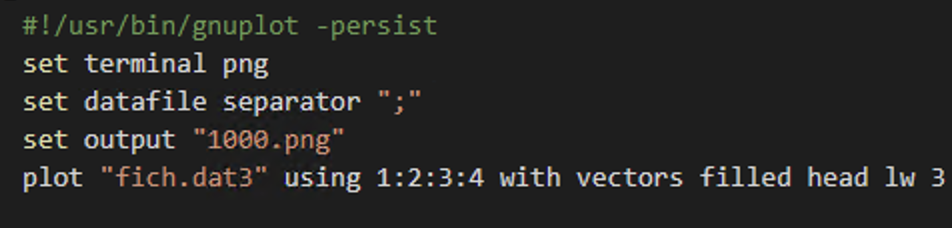 #!/usr/bin/gnuplot -persist
set terminal png
set datafile separator ";"
set output "1000.png"
plot "fich.dat3" using 1:2:3:4 with vectors filled head lw 3